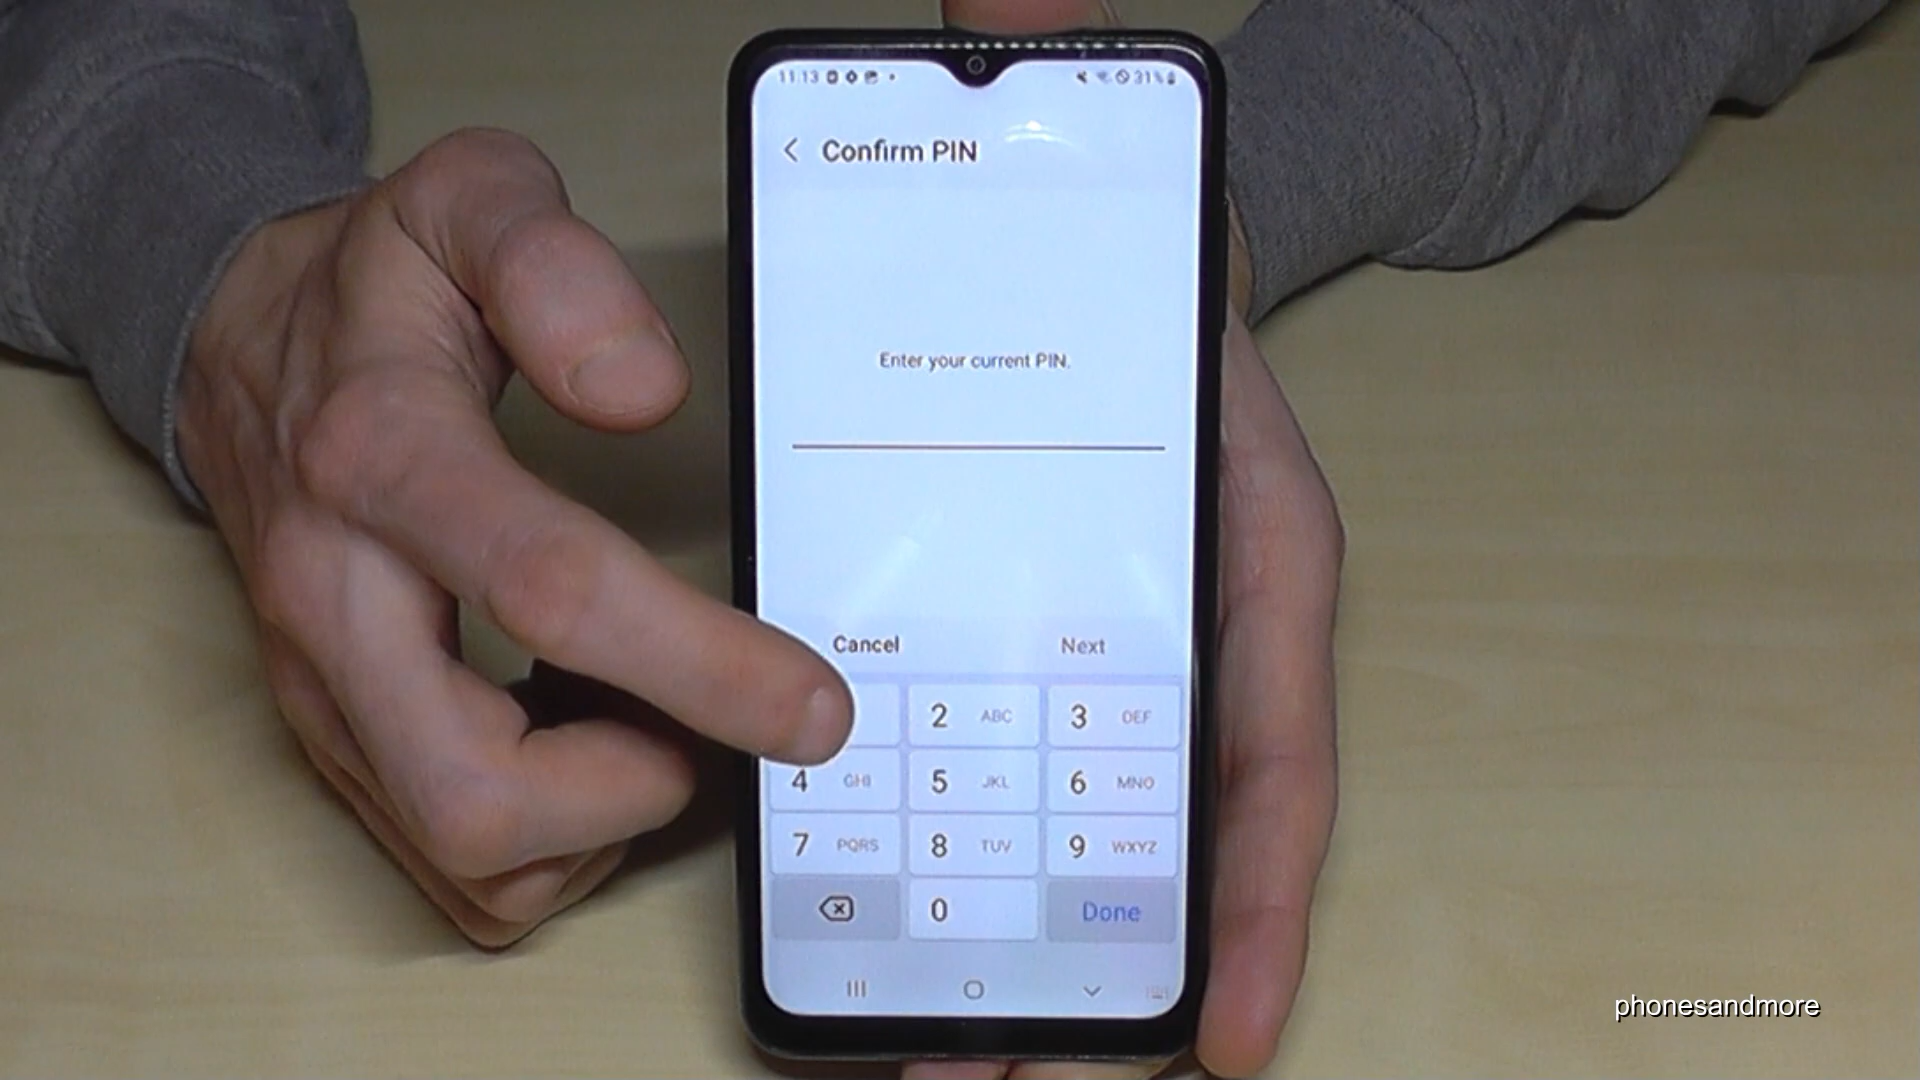 11:13 31%
Confirm PIN
Enter your current PIN.
Cancel Next
2 ABC 3 DEF
4 GHI 5 JKL 6 MNO
7 PQRS 8 TUV 9 WXYZ
0 Done
phonesandmore